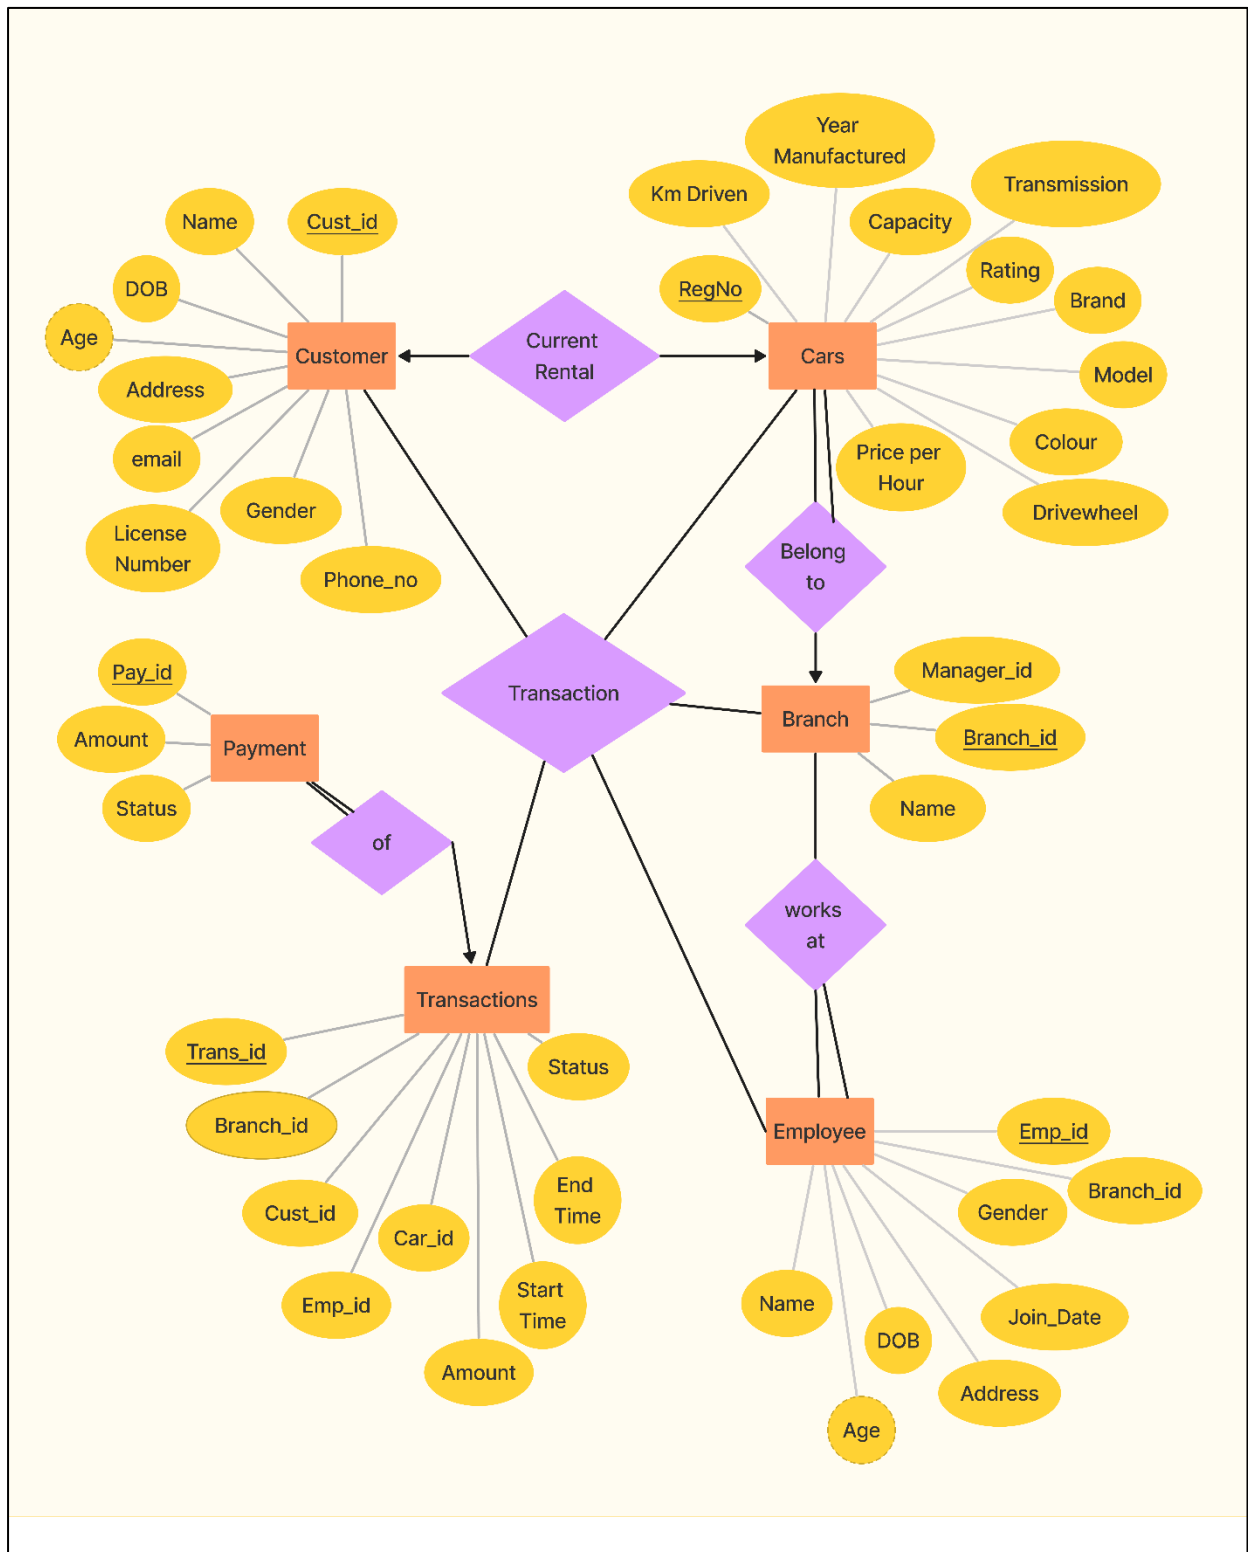 Year
Manufactured
Transmission
Km Driven
Name
Cust_id
Capacity
Rating
DOB
RegNo
Brand
Age
Customer
Current
Rental
Cars
Model
Address
Colour
email
Price per
Hour
Gender
Drivewheel
License
Number
Belong
to
Phone_no
Pay_id
Manager_id
Transaction
Branch
Branch_id
Amount
Payment
Status
Name
of
works
at
Transactions
Trans_id
Status
Branch_id
Employee
Emp_id
End
Time
Branch_id
Cust_id
Gender
Car_id
Start
Time
Emp_id
Name
Join_Date
DOB
Amount
Address
Age